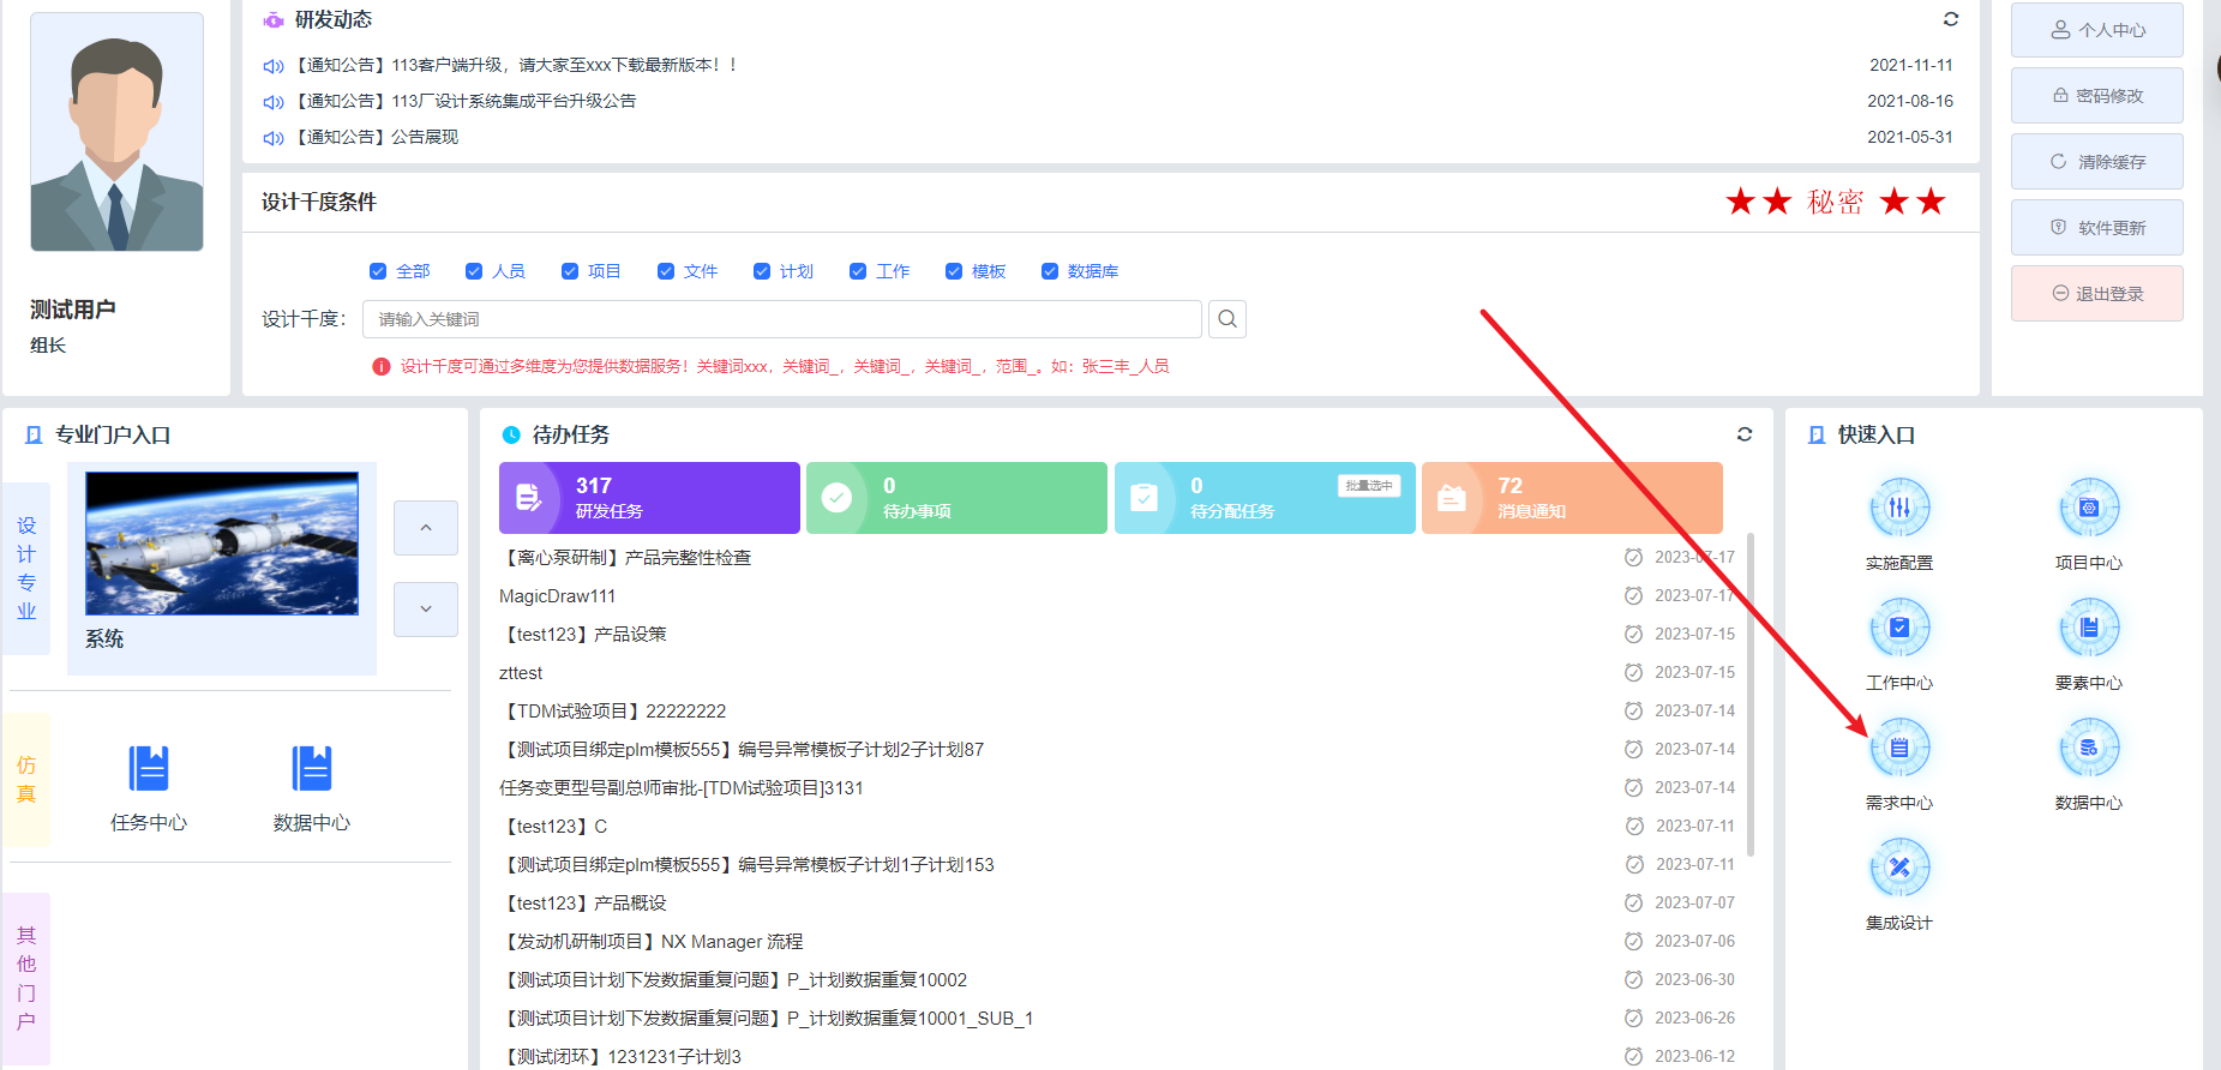 研发动态
【通知公告】113客户端升级，请大家至xxx下载最新版本！！ 2021-11-11
【通知公告】113厂设计系统集成平台升级公告 2021-08-16
【通知公告】公告展现 2021-05-31
个人中心
密码修改
清除缓存
软件更新
退出登录
测试用户
组长
设计千度条件
★★ 秘密 ★★
全部 人员 项目 文件 计划 工作 模板 数据库
设计千度： 请输入关键词
设计千度可通过多维度为您提供数据服务！关键词xxx，关键词_，关键词_，关键词_，范围_。如：张三丰_人员
专业门户入口
设计专业
系统
仿真
任务中心 数据中心
其他门户
待办任务
317 研发任务
0 待办事项
0 待分配任务 批量选中
72 消息通知
【离心泵研制】产品完整性检查 2023-07-17
MagicDraw111 2023-07-17
【test123】产品设策 2023-07-15
zttest 2023-07-15
【TDM试验项目】22222222 2023-07-14
【测试项目绑定plm模板555】编号异常模板子计划2子计划87 2023-07-14
任务变更型号副总师审批-[TDM试验项目]3131 2023-07-14
【test123】C 2023-07-11
【测试项目绑定plm模板555】编号异常模板子计划1子计划153 2023-07-11
【test123】产品概设 2023-07-07
【发动机研制项目】NX Manager 流程 2023-07-06
【测试项目计划下发数据重复问题】P_计划数据重复10002 2023-06-30
【测试项目计划下发数据重复问题】P_计划数据重复10001_SUB_1 2023-06-26
【测试闭环】1231231子计划3 2023-06-12
快速入口
实施配置 项目中心
工作中心 要素中心
需求中心 数据中心
集成设计